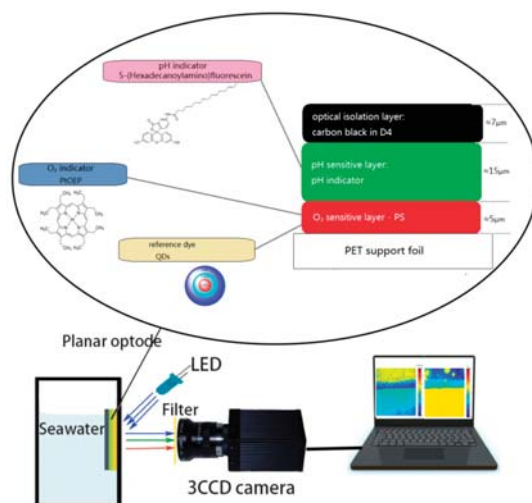 pH indicator
5-(Hexadecanoylamino)fluorescein
optical isolation layer:
carbon black in D4
≈7μm
pH sensitive layer:
pH indicator
≈15μm
O₂ indicator
PtOEP
O₂ sensitive layer - PS
≈5μm
reference dye
QDs
PET support foil
Planar optode
LED
Filter
Seawater
3CCD camera